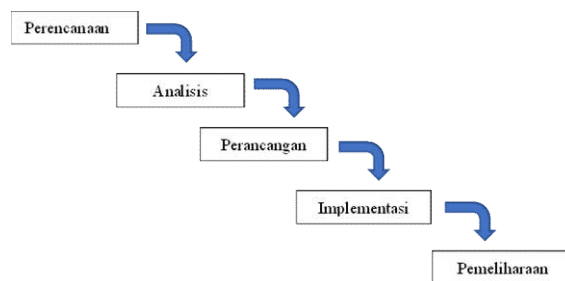 Perencanaan
Analisis
Perancangan
Implementasi
Pemeliharaan